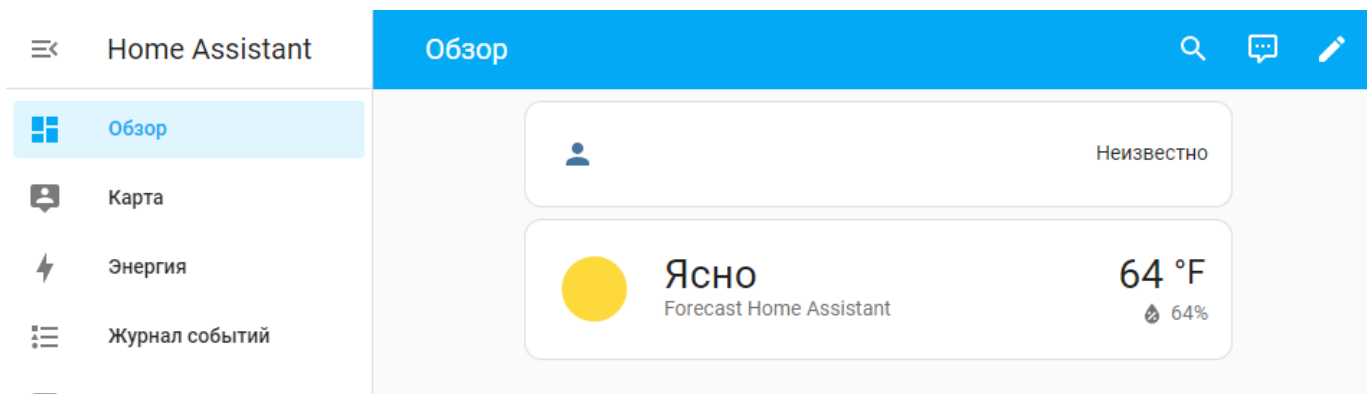 Home Assistant
Обзор
Обзор
Карта
Энергия
Журнал событий
Неизвестно
Ясно
Forecast Home Assistant
64 °F
64%